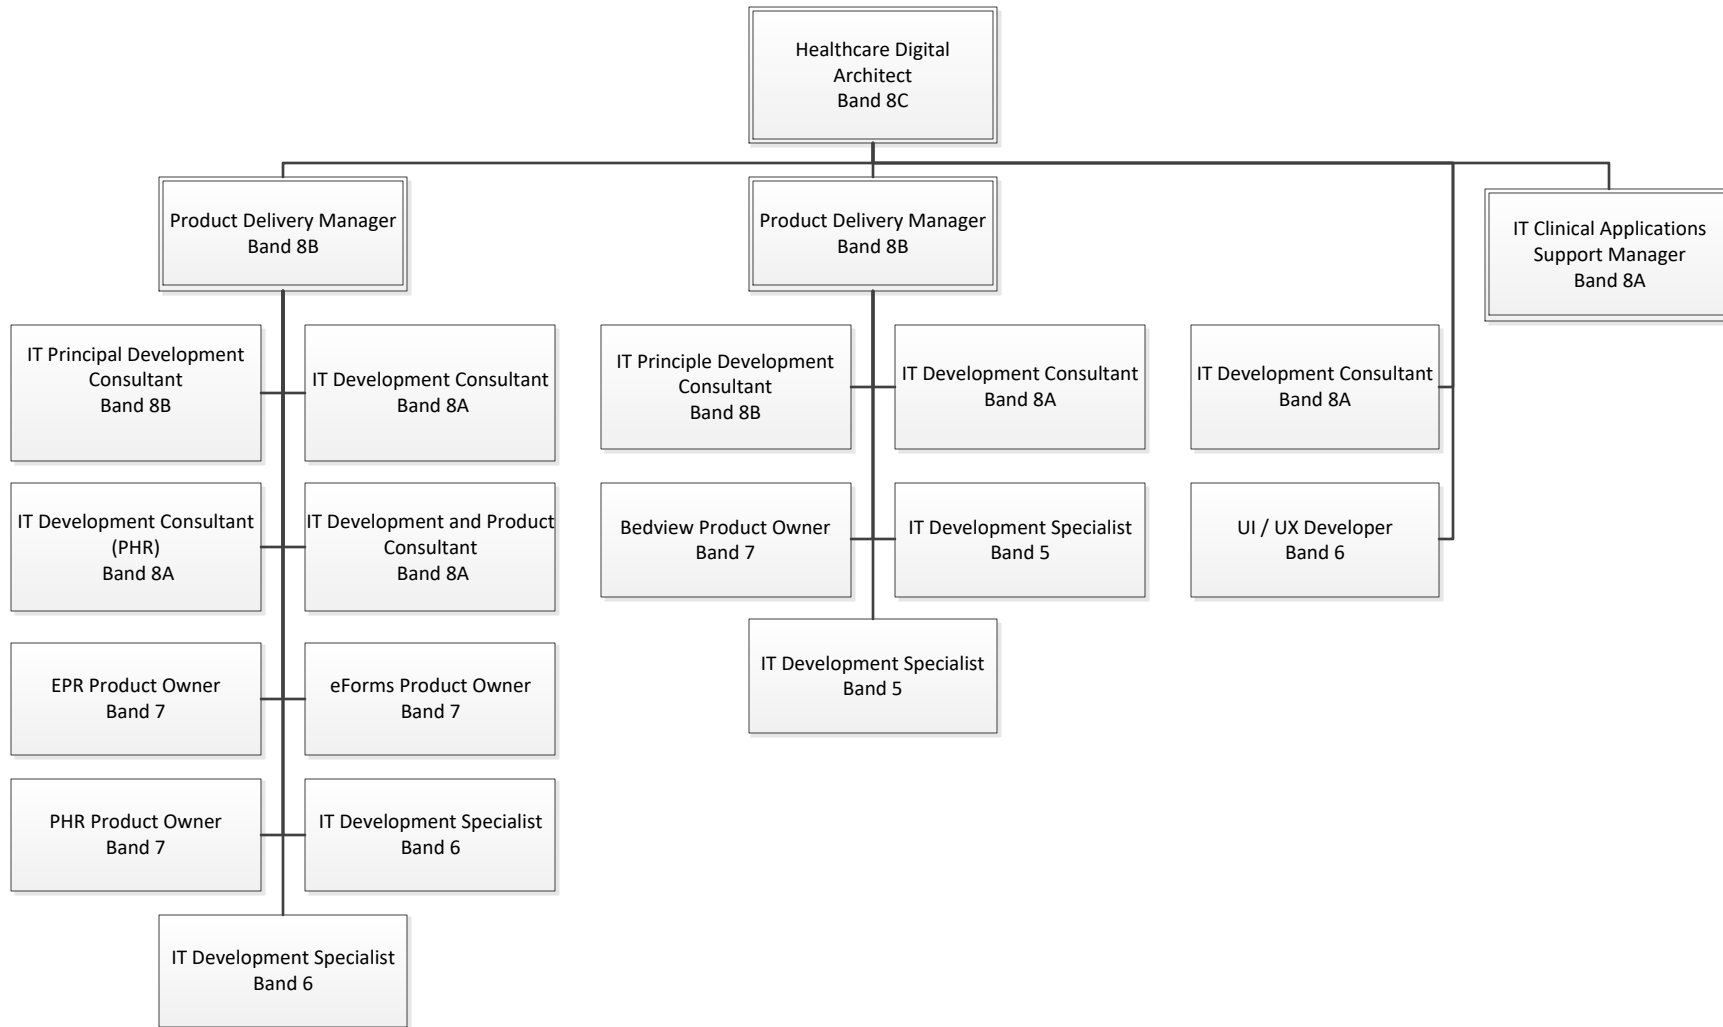 Healthcare Digital
Architect
Band 8C
Product Delivery Manager
Band 8B
Product Delivery Manager
Band 8B
IT Clinical Applications
Support Manager
Band 8A
IT Principal Development
Consultant
Band 8B
IT Development Consultant
Band 8A
IT Principle Development
Consultant
Band 8B
IT Development Consultant
Band 8A
IT Development Consultant
Band 8A
IT Development Consultant
(PHR)
Band 8A
IT Development and Product
Consultant
Band 8A
Bedview Product Owner
Band 7
IT Development Specialist
Band 5
UI / UX Developer
Band 6
EPR Product Owner
Band 7
eForms Product Owner
Band 7
IT Development Specialist
Band 5
PHR Product Owner
Band 7
IT Development Specialist
Band 6
IT Development Specialist
Band 6